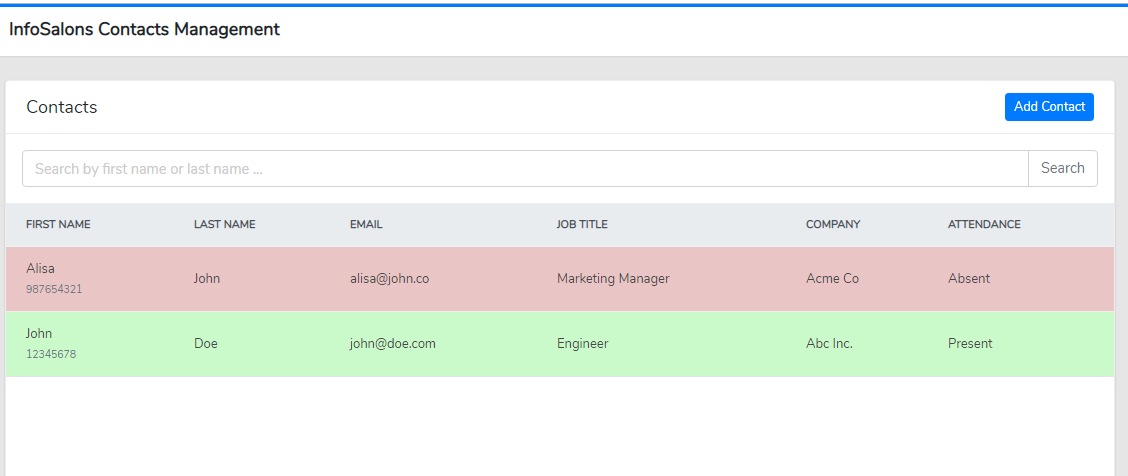 InfoSalons Contacts Management
Contacts
Add Contact
Search by first name or last name ...
Search
FIRST NAME LAST NAME EMAIL JOB TITLE COMPANY ATTENDANCE
Alisa
987654321
John alisa@john.co Marketing Manager Acme Co Absent
John
12345678
Doe john@doe.com Engineer Abc Inc. Present